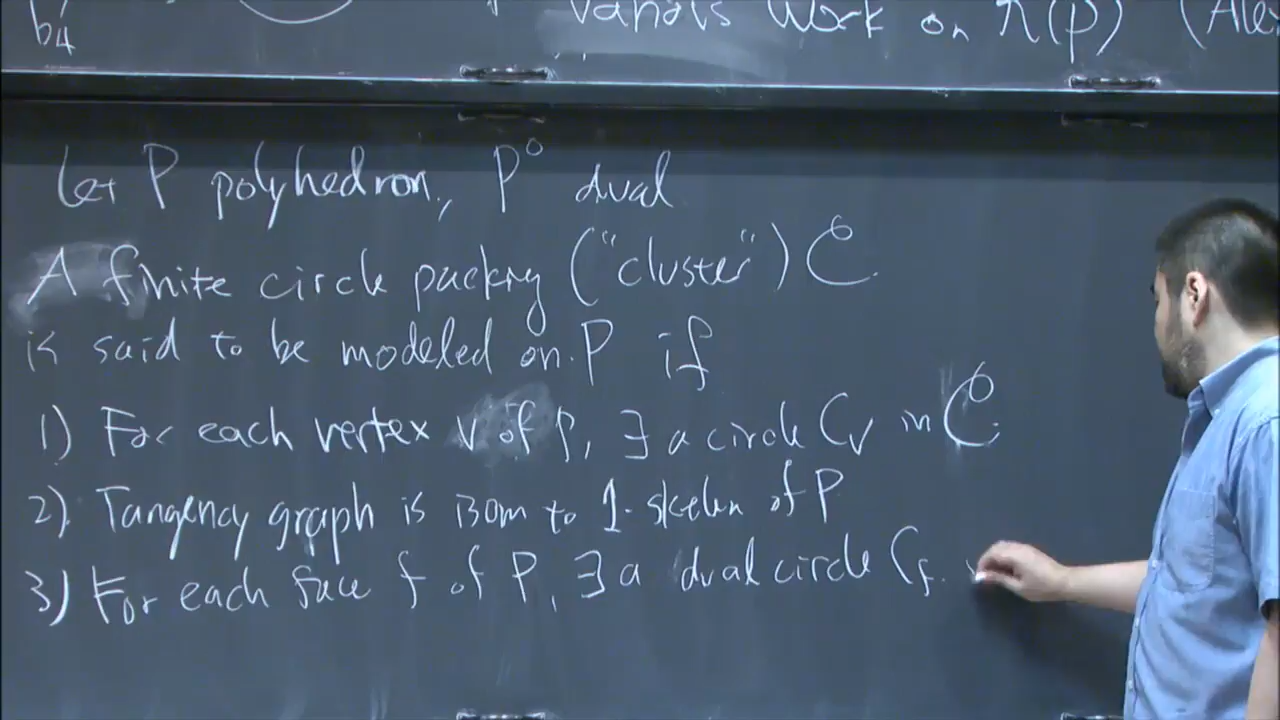 b₄ various work on π(p) (Ale
Let P polyhedron, P° dual
A finite circle packing ("cluster") C
is said to be modeled on P if
1) For each vertex v of P, ∃ a circle Cᵥ in C
2) Tangency graph is isom to 1-skeleton of P
3) For each face f of P, ∃ a dual circle C_f